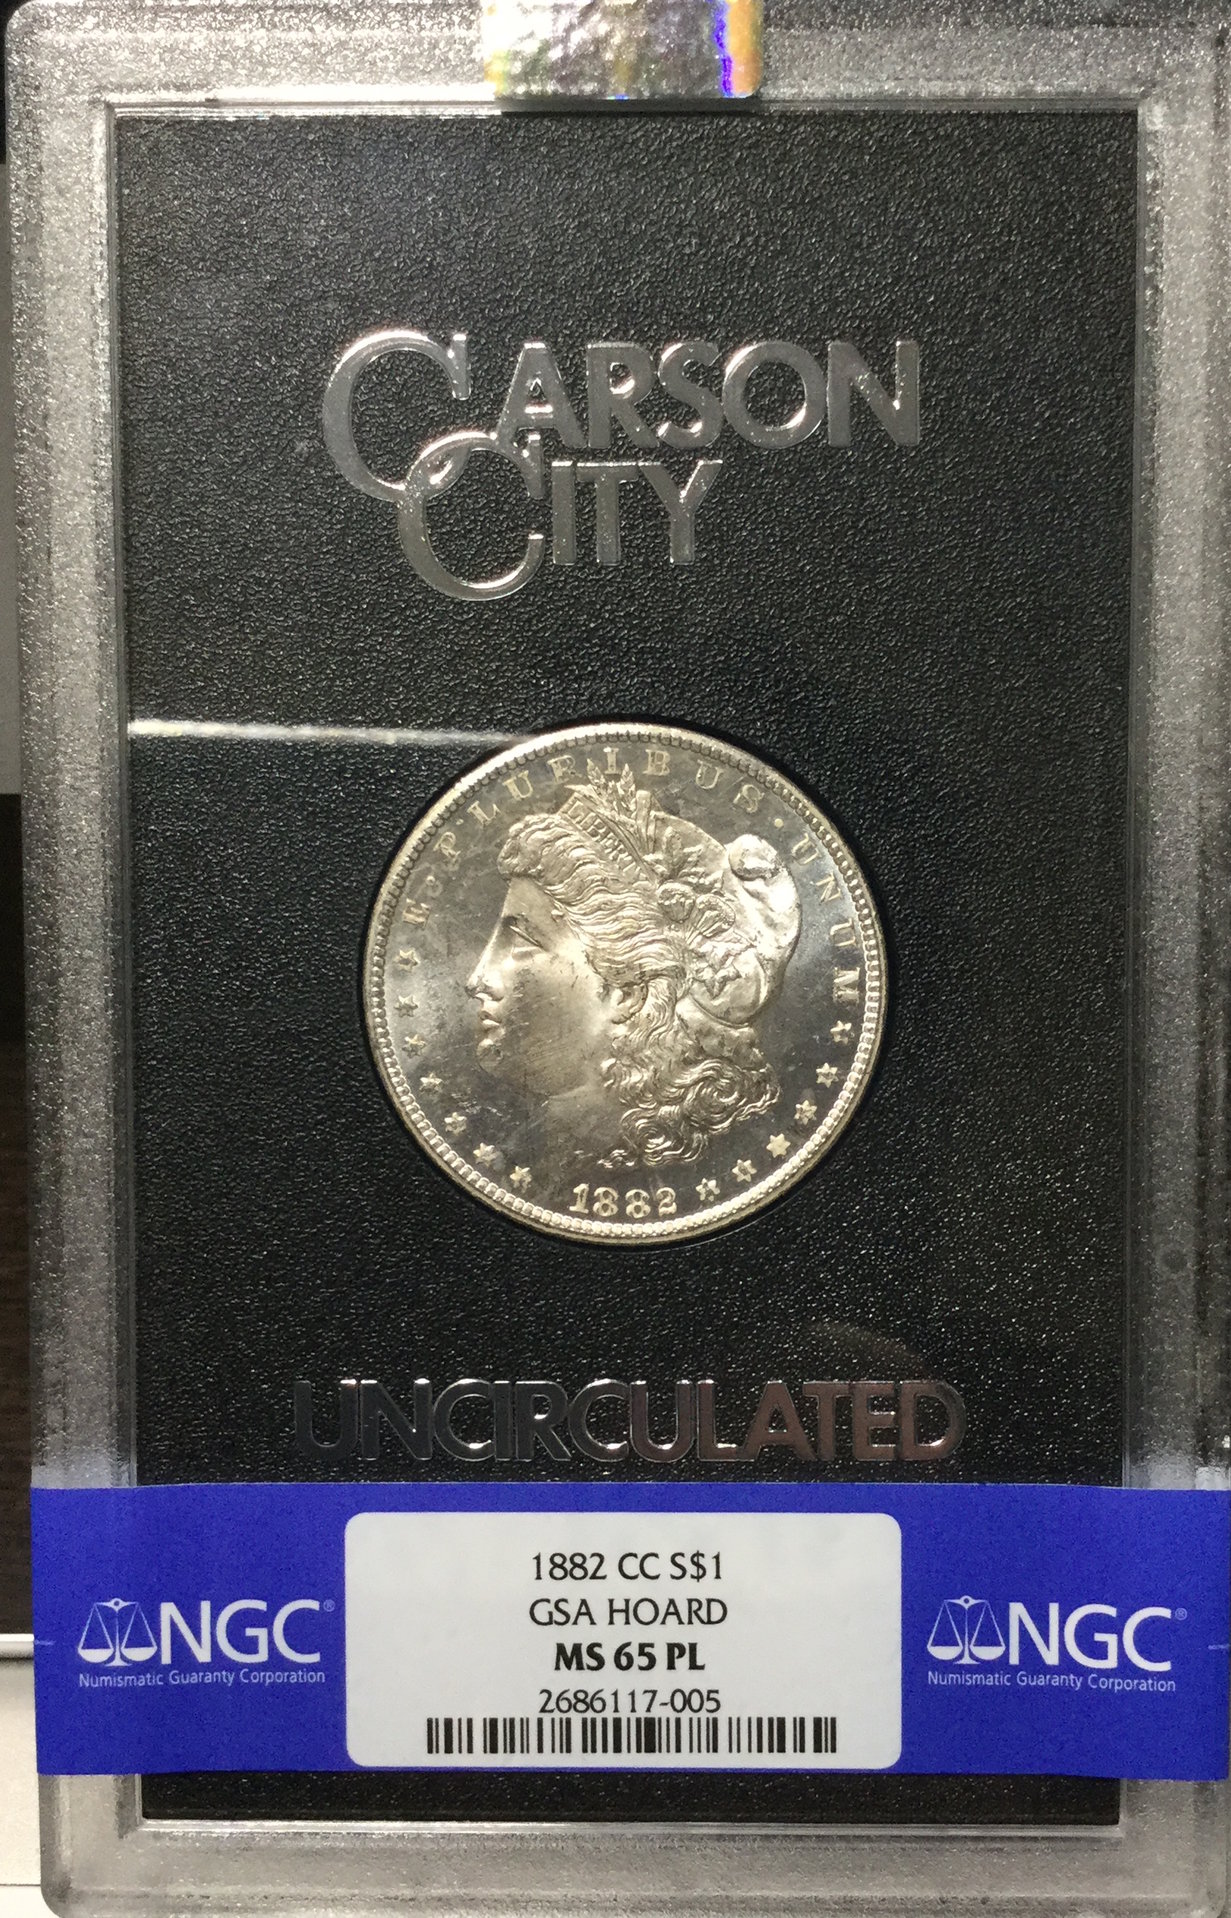 CARSON
CITY
E PLURIBUS · UNUM
LIBERTY
1882
UNCIRCULATED
1882 CC S$1
GSA HOARD
MS 65 PL
2686117-005
NGC®
Numismatic Guaranty Corporation
NGC®
Numismatic Guaranty Corporation